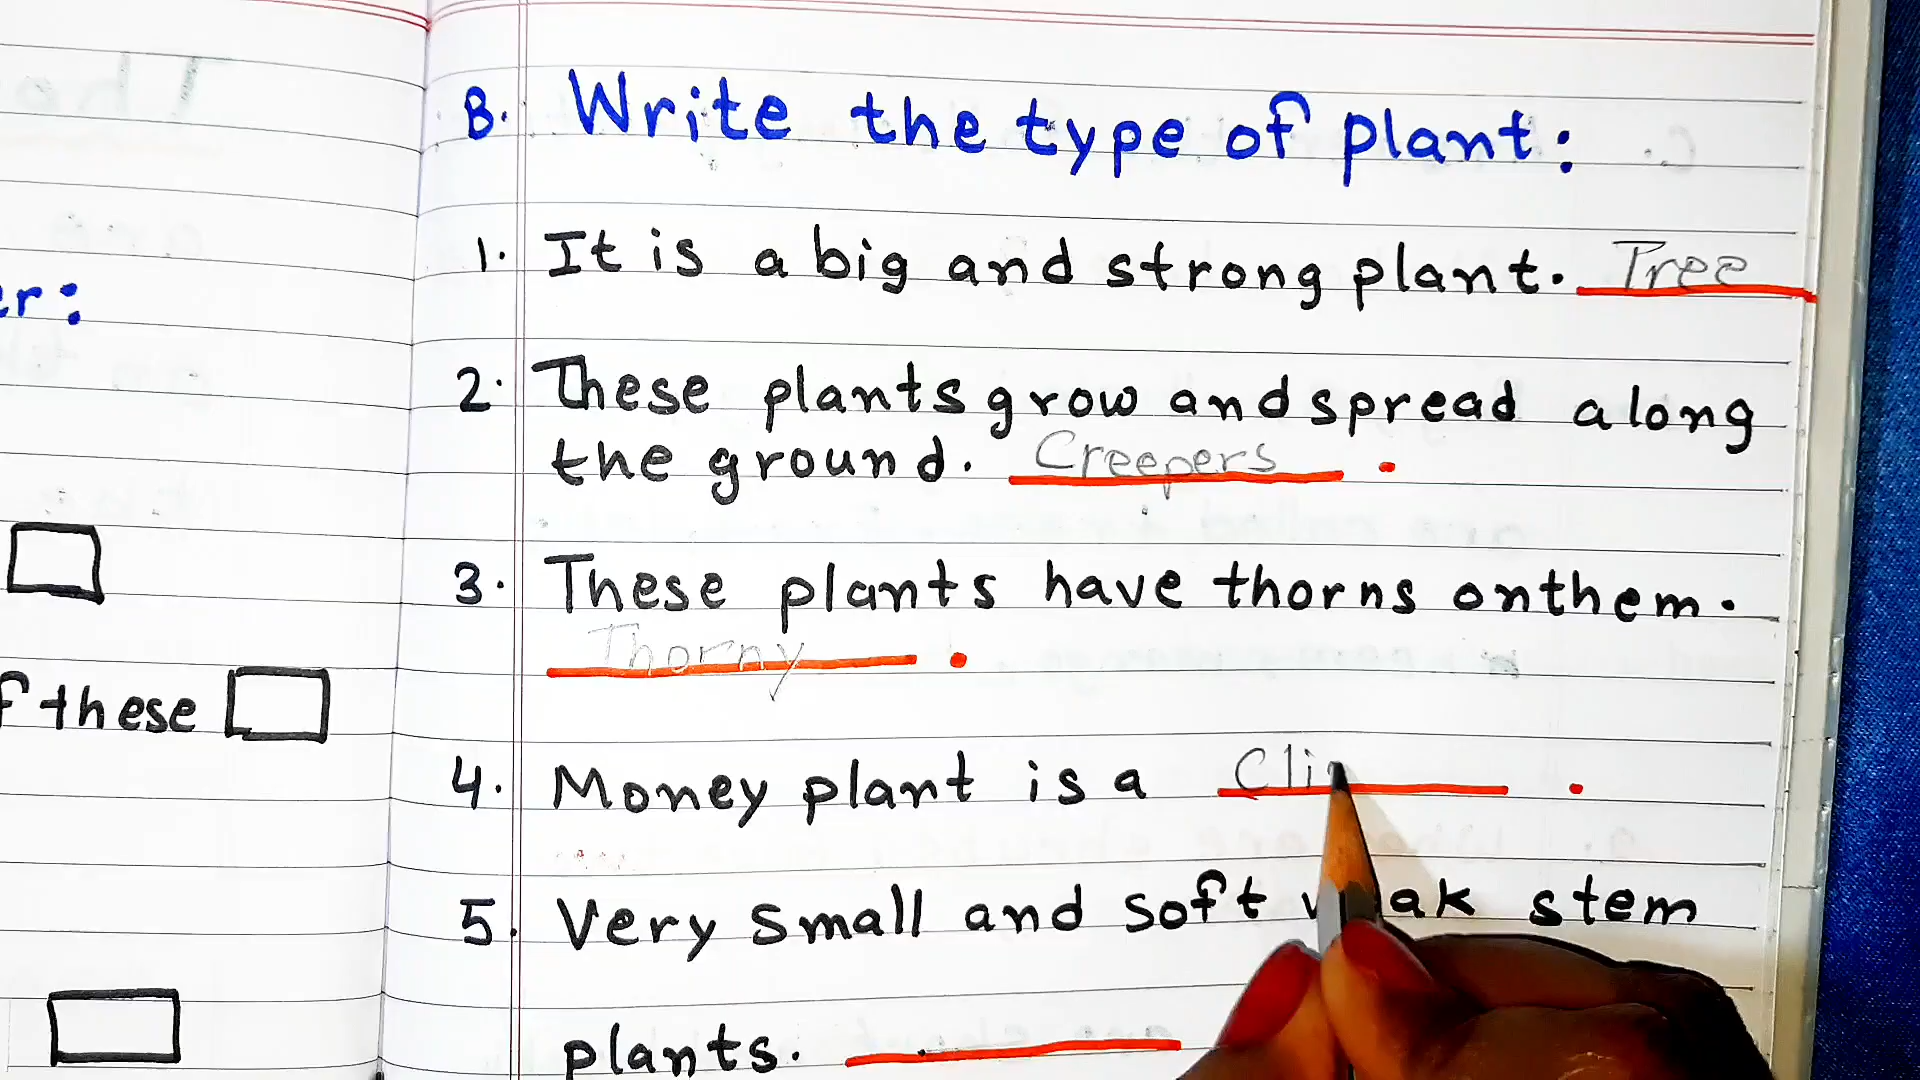 B. Write the type of plant:
1. It is a big and strong plant. Tree
2. These plants grow and spread along
the ground. Creepers .
3. These plants have thorns on them.
Thorny .
er:
f these
4. Money plant is a Cli .
5. Very small and soft stem
plants.